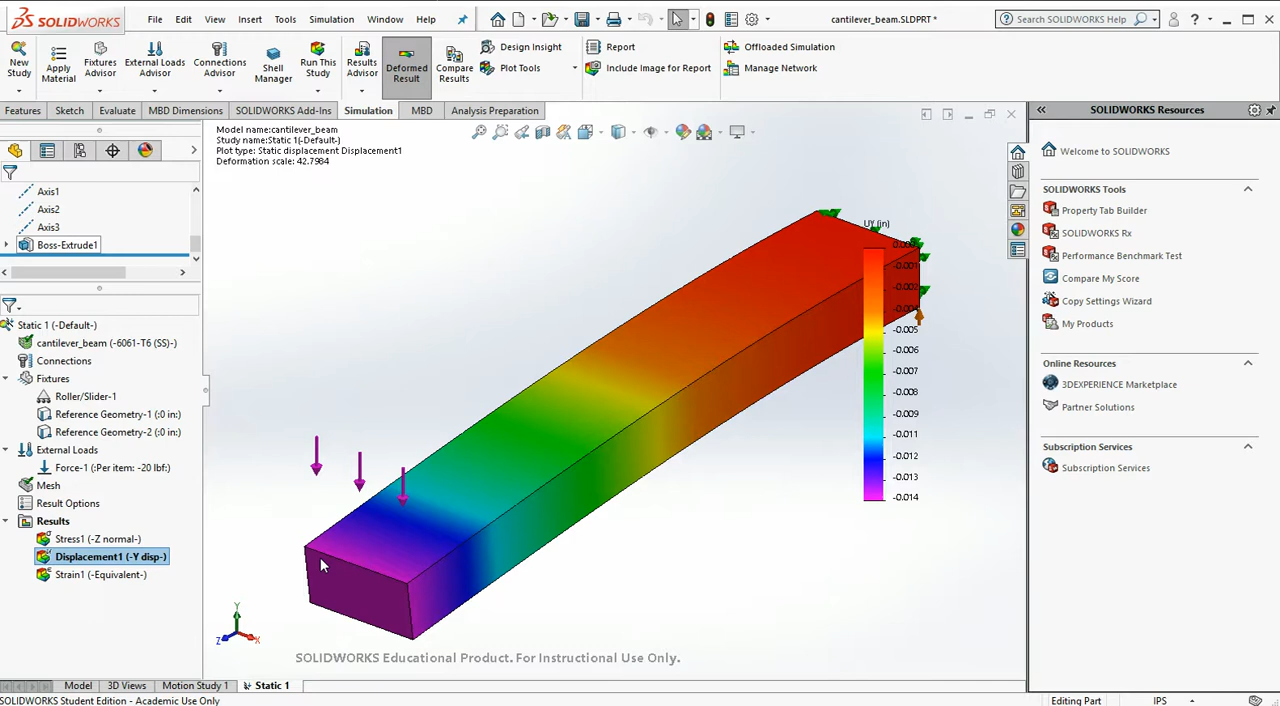 SOLIDWORKS File Edit View Insert Tools Simulation Window Help cantilever_beam.SLDPRT * Search SOLIDWORKS Help ?
New Study
Apply Material
Fixtures Advisor
External Loads Advisor
Connections Advisor
Shell Manager
Run This Study
Results Advisor
Deformed Result
Compare Results
Design Insight
Plot Tools
Report
Include Image for Report
Offloaded Simulation
Manage Network
Features Sketch Evaluate MBD Dimensions SOLIDWORKS Add-Ins Simulation MBD Analysis Preparation
Axis1
Axis2
Axis3
Boss-Extrude1
Static 1 (-Default-)
cantilever_beam (-6061-T6 (SS)-)
Connections
Fixtures
Roller/Slider-1
Reference Geometry-1 (:0 in:)
Reference Geometry-2 (:0 in:)
External Loads
Force-1 (:Per item: -20 lbf:)
Mesh
Result Options
Results
Stress1 (-Z normal-)
Displacement1 (-Y disp-)
Strain1 (-Equivalent-)
Model name:cantilever_beam
Study name:Static 1(-Default-)
Plot type: Static displacement Displacement1
Deformation scale: 42.7984
UY (in)
-0.001
-0.002
-0.005
-0.006
-0.007
-0.009
-0.011
-0.012
-0.013
-0.014
Y
Z
X
SOLIDWORKS Educational Product. For Instructional Use Only.
SOLIDWORKS Resources
Welcome to SOLIDWORKS
SOLIDWORKS Tools
Property Tab Builder
SOLIDWORKS Rx
Performance Benchmark Test
Compare My Score
Copy Settings Wizard
My Products
Online Resources
3DEXPERIENCE Marketplace
Partner Solutions
Subscription Services
Subscription Services
Model 3D Views Motion Study 1 Static 1
SOLIDWORKS Student Edition - Academic Use Only Editing Part IPS